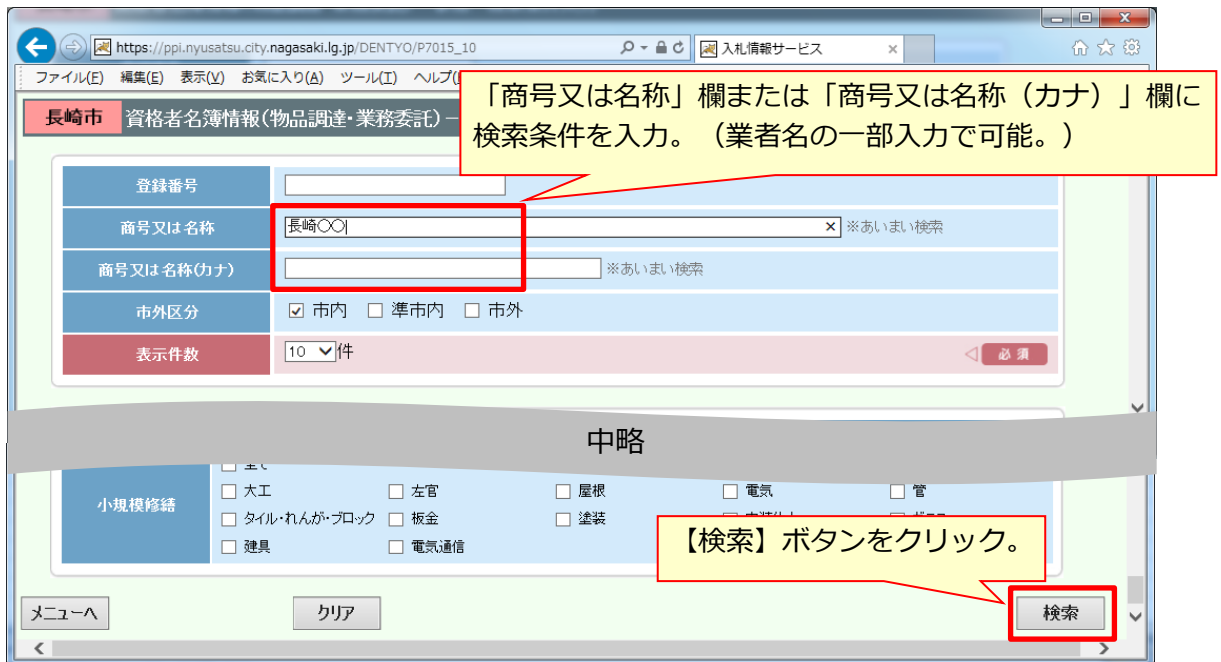 https://ppi.nyusatsu.city.nagasaki.lg.jp/DENTYO/P7015_10
入札情報サービス
ファイル(F) 編集(E) 表示(V) お気に入り(A) ツール(T) ヘルプ
「商号又は名称」欄または「商号又は名称（カナ）」欄に
検索条件を入力。（業者名の一部入力で可能。）
長崎市 資格者名簿情報(物品調達・業務委託)
登録番号
商号又は名称 長崎○○ ※あいまい検索
商号又は名称(カナ) ※あいまい検索
市外区分 市内 準市内 市外
表示件数 10 件 必須
中略
小規模修繕
大工 左官 屋根 電気 管
タイル・れんが・ブロック 板金 塗装
建具 電気通信
【検索】ボタンをクリック。
メニューへ クリア 検索